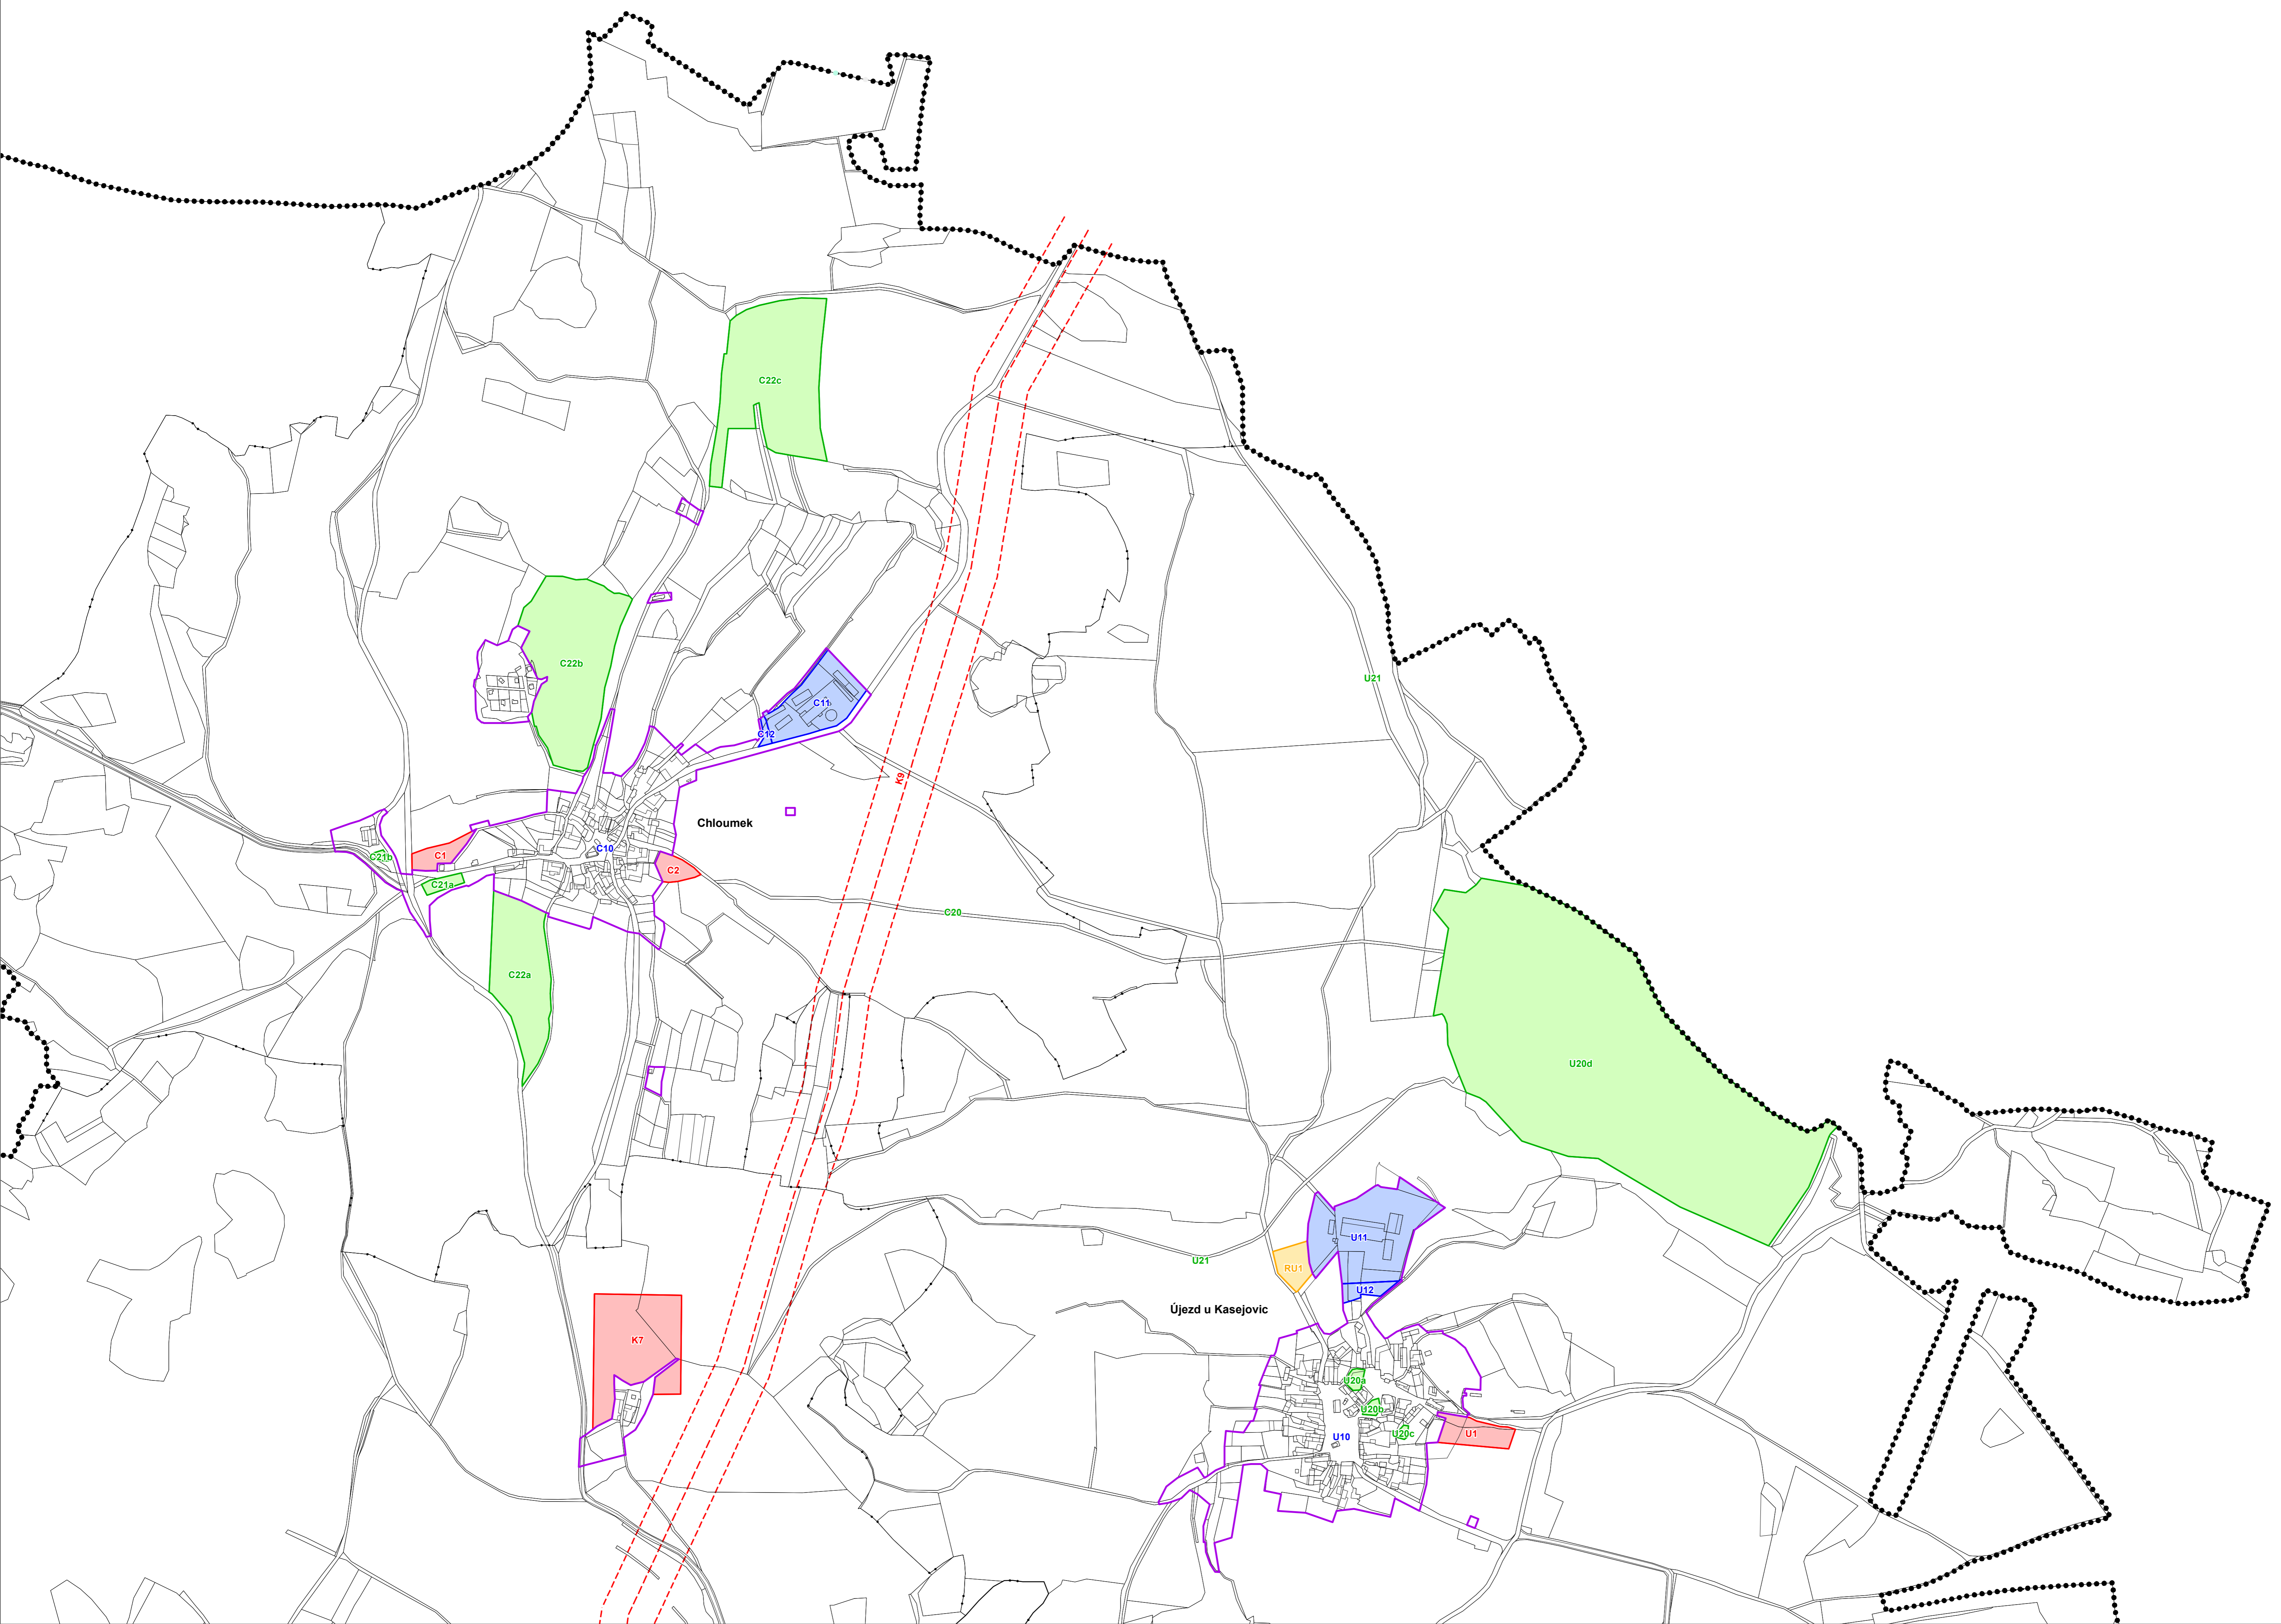 C22c
C22b
U21
C11
C12
K9
Chloumek
C10
C21b
C1
C2
C21a
C20
C22a
U20d
U11
U21
RU1
U12
Újezd u Kasejovic
K7
U20a
U20b
U20c
U10
U1